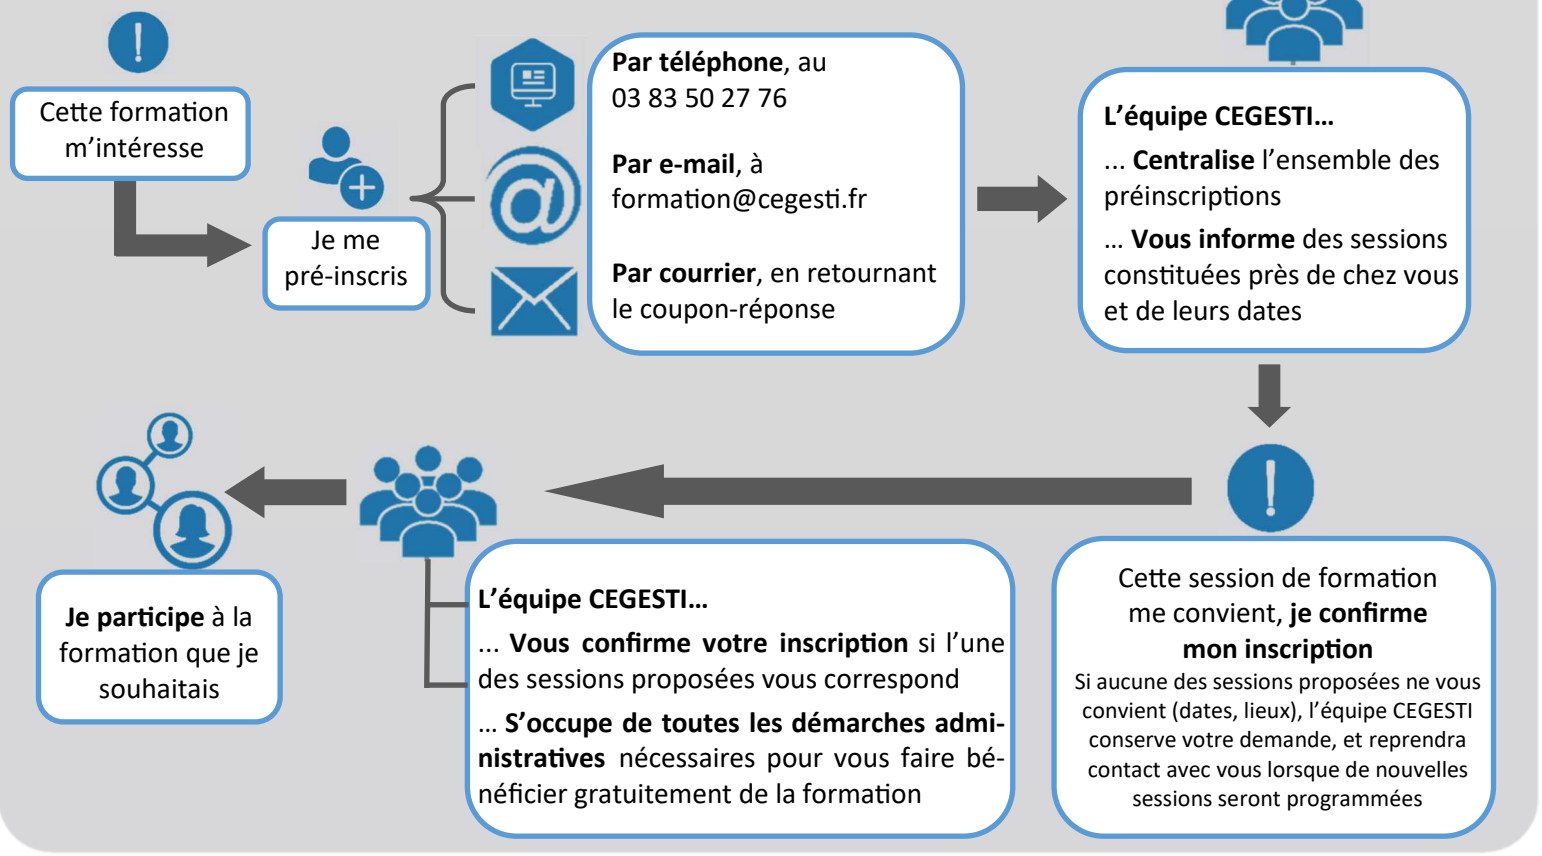 Cette formation
m’intéresse
Je me
pré-inscris
Par téléphone, au
03 83 50 27 76
Par e-mail, à
formation@cegesti.fr
Par courrier, en retournant
le coupon-réponse
L’équipe CEGESTI…
... Centralise l’ensemble des
préinscriptions
… Vous informe des sessions
constituées près de chez vous
et de leurs dates
Cette session de formation
me convient, je confirme
mon inscription
Si aucune des sessions proposées ne vous
convient (dates, lieux), l’équipe CEGESTI
conserve votre demande, et reprendra
contact avec vous lorsque de nouvelles
sessions seront programmées
L’équipe CEGESTI…
... Vous confirme votre inscription si l’une
des sessions proposées vous correspond
… S’occupe de toutes les démarches admi-
nistratives nécessaires pour vous faire bé-
néficier gratuitement de la formation
Je participe à la
formation que je
souhaitais